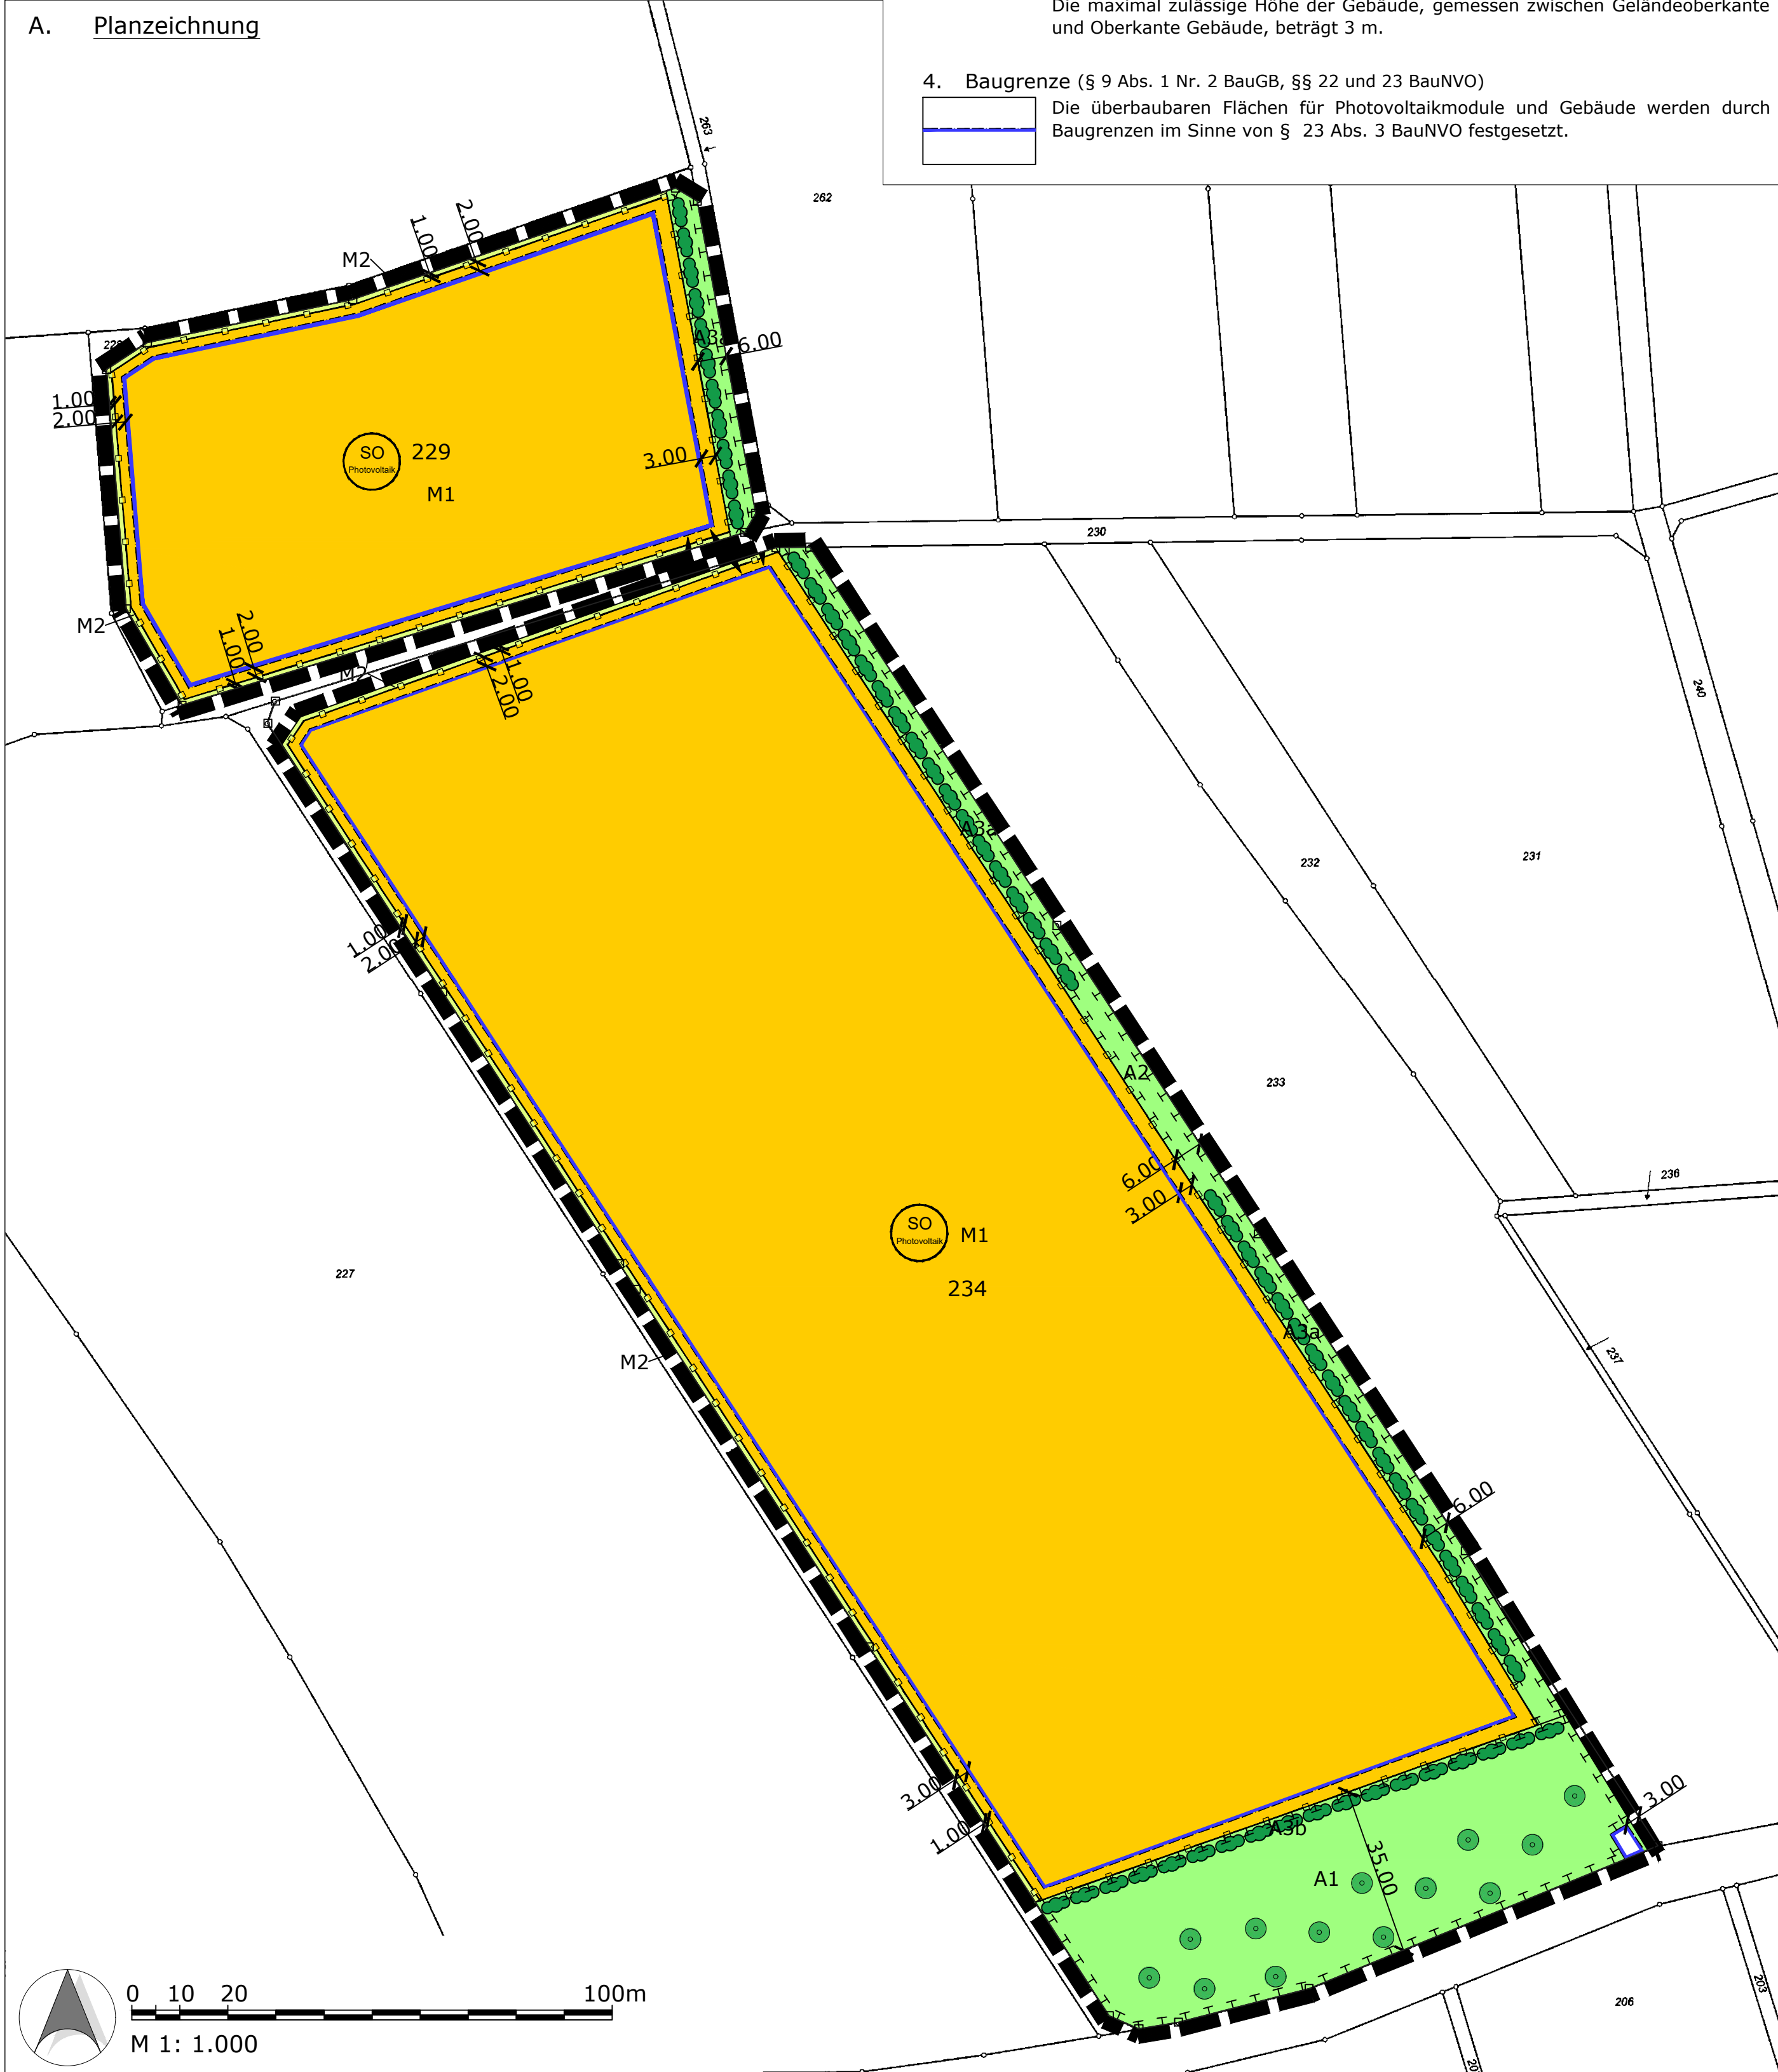 A. Planzeichnung
Die maximal zulässige Höhe der Gebäude, gemessen zwischen Geländeoberkante
und Oberkante Gebäude, beträgt 3 m.
4. Baugrenze (§ 9 Abs. 1 Nr. 2 BauGB, §§ 22 und 23 BauNVO)
Die überbaubaren Flächen für Photovoltaikmodule und Gebäude werden durch
Baugrenzen im Sinne von § 23 Abs. 3 BauNVO festgesetzt.
263
262
2.00
1.00
M2
A3a
6.00
1.00
2.00
SO
Photovoltaik
229
M1
3.00
230
M2
2.00
1.00
M2
1.00
2.00
240
A3a
232
231
1.00
2.00
A2
233
6.00
3.00
236
SO
Photovoltaik
M1
234
227
A3a
237
M2
6.00
3.00
1.00
3.00
A3b
35.00
A1
0 10 20 100m
M 1: 1.000
206
203